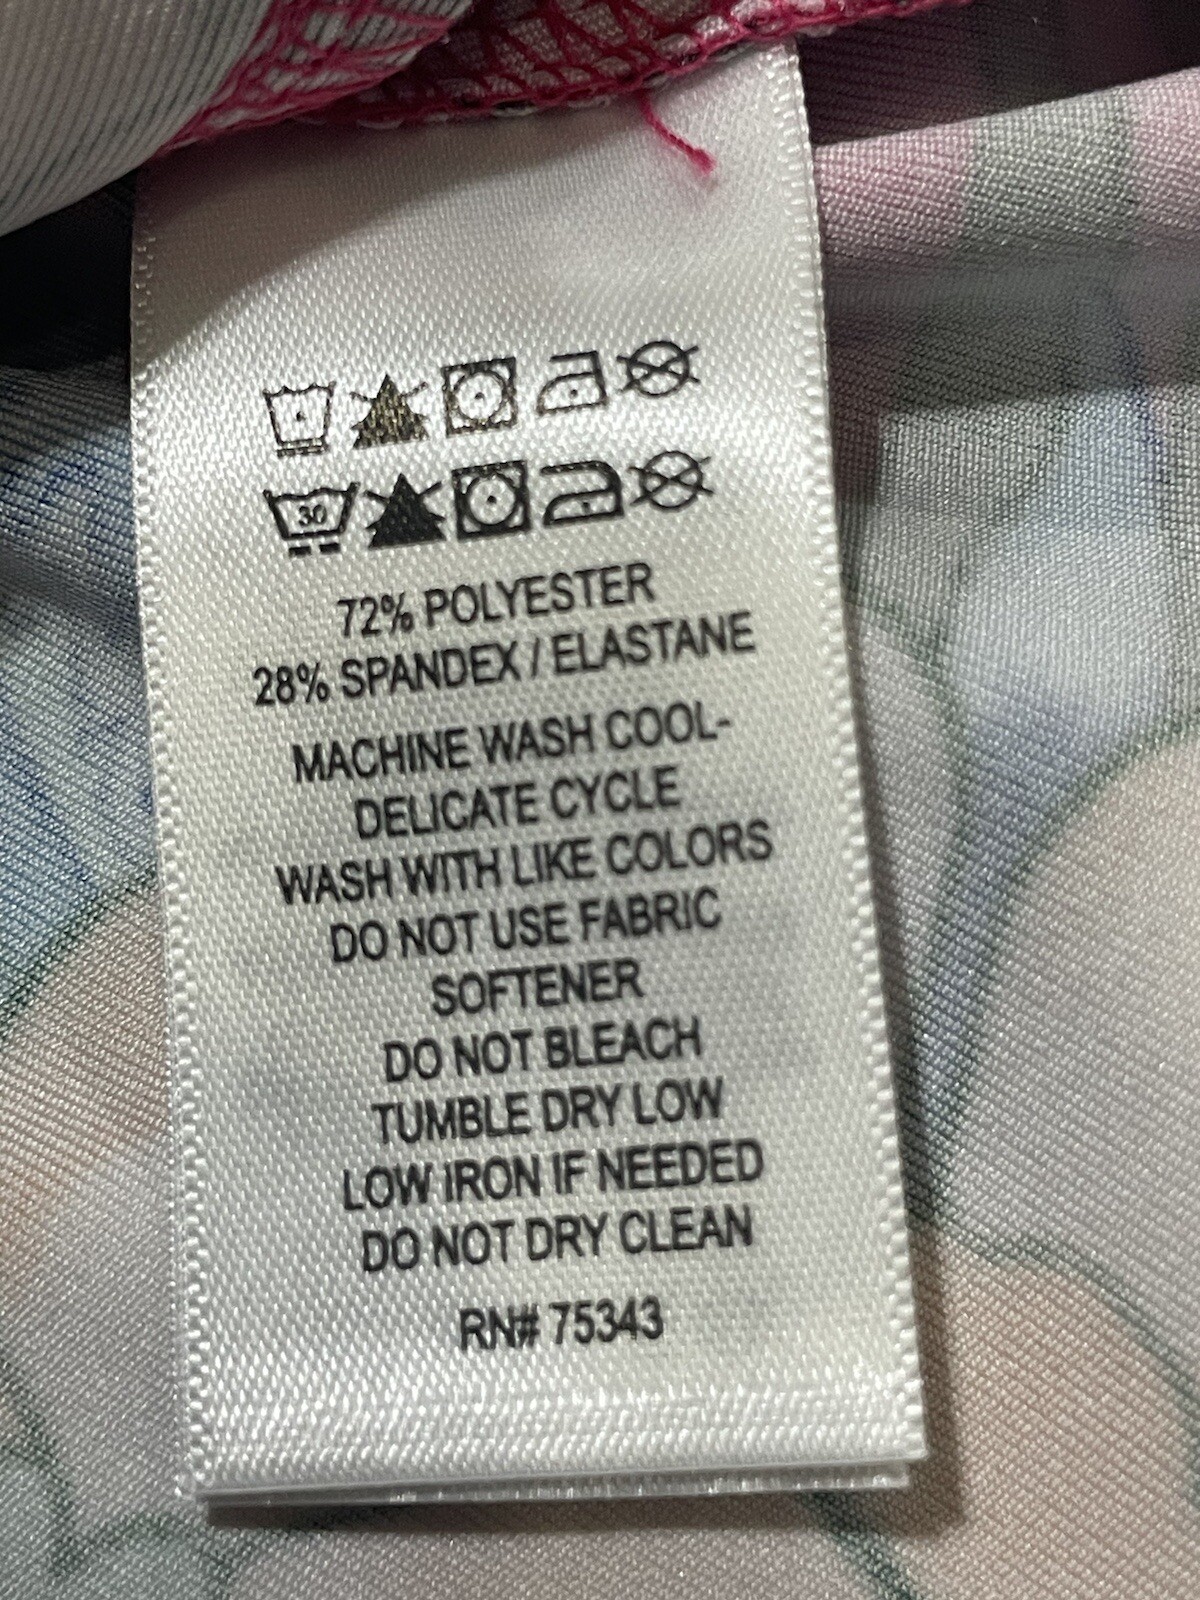 30
72% POLYESTER
28% SPANDEX / ELASTANE
MACHINE WASH COOL-
DELICATE CYCLE
WASH WITH LIKE COLORS
DO NOT USE FABRIC
SOFTENER
DO NOT BLEACH
TUMBLE DRY LOW
LOW IRON IF NEEDED
DO NOT DRY CLEAN
RN# 75343